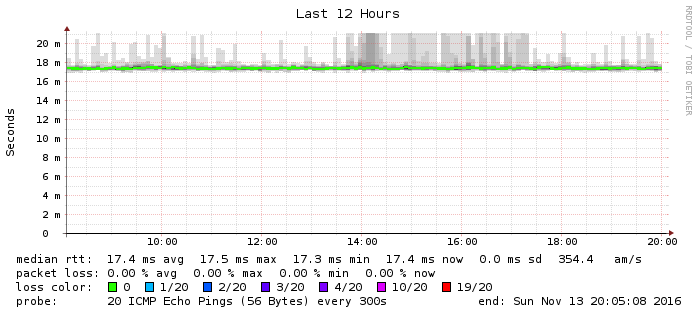 Last 12 Hours
RRDTOOL / TOBI OETIKER
Seconds
20 m
18 m
16 m
14 m
12 m
10 m
8 m
6 m
4 m
2 m
0
10:00 12:00 14:00 16:00 18:00 20:00
median rtt: 17.4 ms avg 17.5 ms max 17.3 ms min 17.4 ms now 0.0 ms sd 354.4 am/s
packet loss: 0.00 % avg 0.00 % max 0.00 % min 0.00 % now
loss color: 0 1/20 2/20 3/20 4/20 10/20 19/20
probe: 20 ICMP Echo Pings (56 Bytes) every 300s end: Sun Nov 13 20:05:08 2016